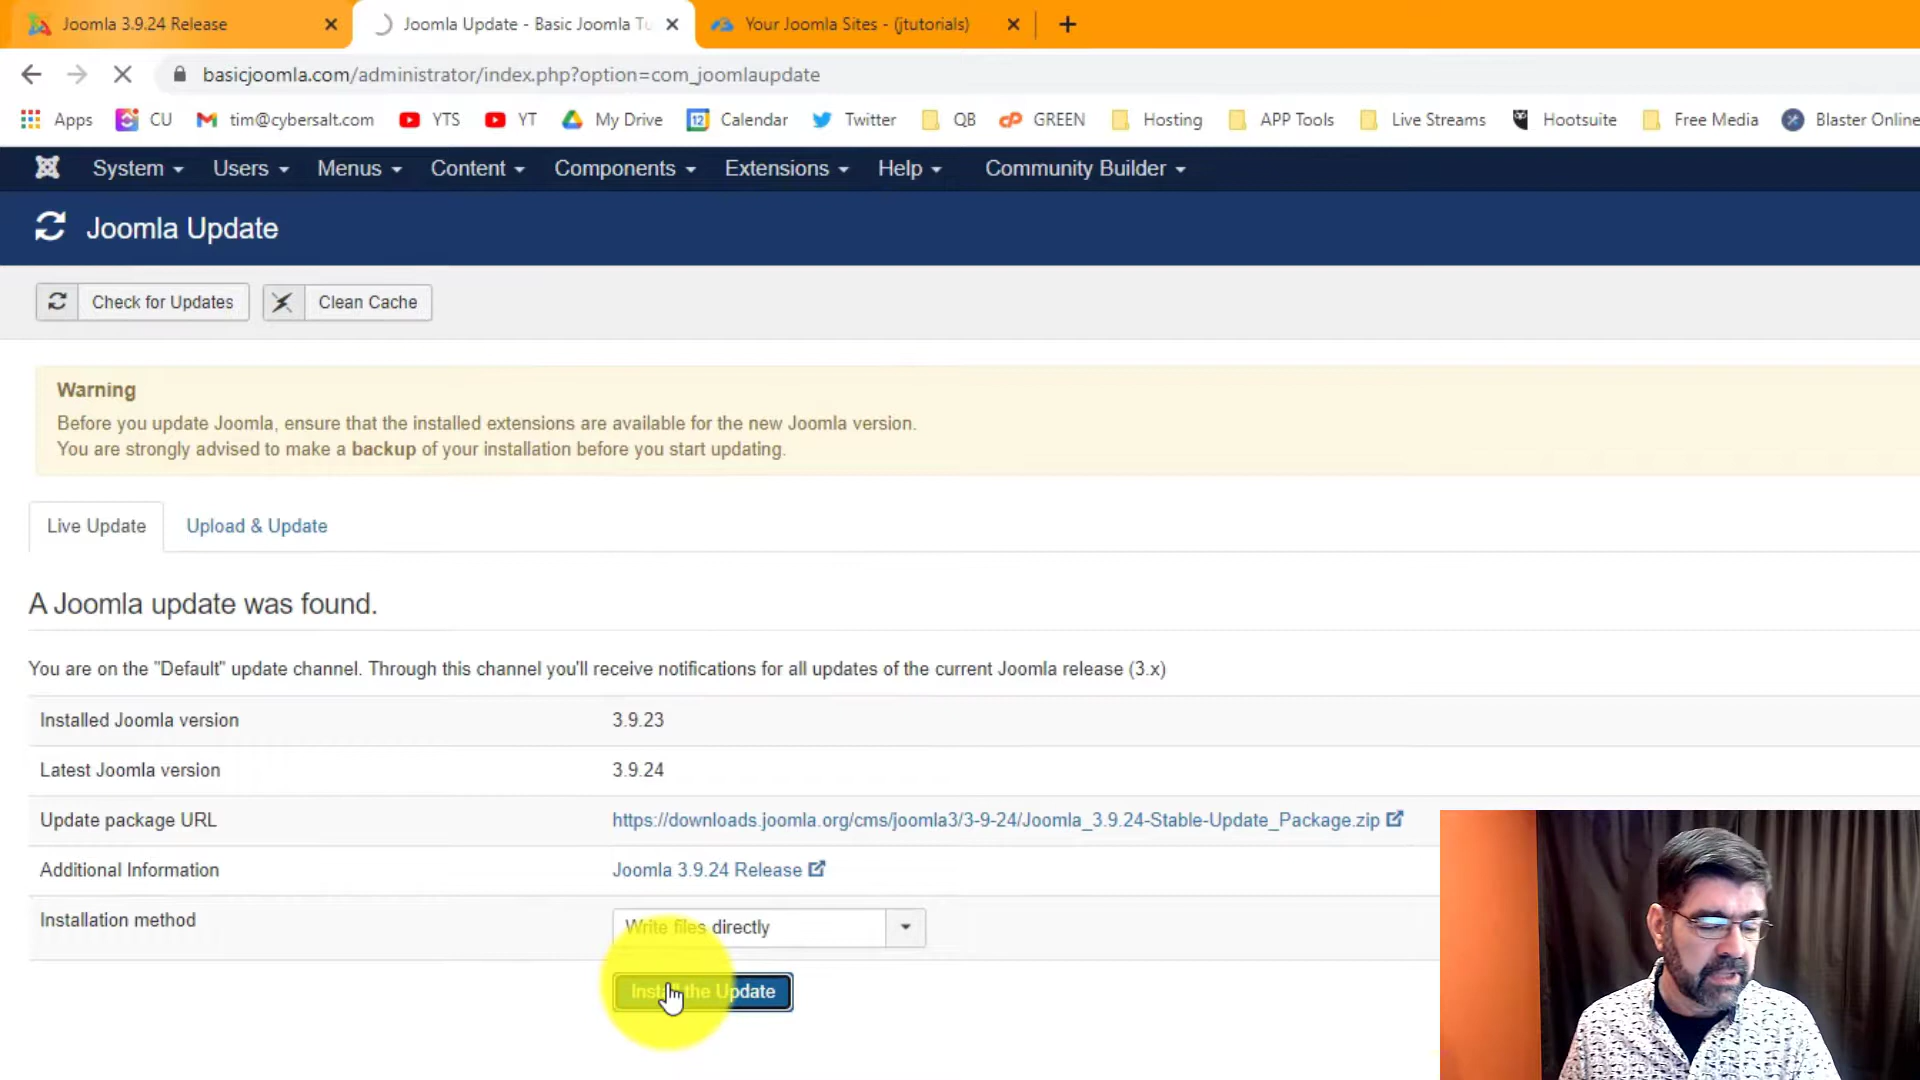 Joomla 3.9.24 Release
Joomla Update - Basic Joomla Tu
Your Joomla Sites - (jtutorials)
basicjoomla.com/administrator/index.php?option=com_joomlaupdate
Apps CU tim@cybersalt.com YTS YT My Drive 12 Calendar Twitter QB cP GREEN Hosting APP Tools Live Streams Hootsuite Free Media Blaster Online
System Users Menus Content Components Extensions Help Community Builder
Joomla Update
Check for Updates Clean Cache
Warning
Before you update Joomla, ensure that the installed extensions are available for the new Joomla version.
You are strongly advised to make a backup of your installation before you start updating.
Live Update Upload & Update
A Joomla update was found.
You are on the "Default" update channel. Through this channel you'll receive notifications for all updates of the current Joomla release (3.x)
Installed Joomla version 3.9.23
Latest Joomla version 3.9.24
Update package URL https://downloads.joomla.org/cms/joomla3/3-9-24/Joomla_3.9.24-Stable-Update_Package.zip
Additional Information Joomla 3.9.24 Release
Installation method Write files directly
Install the Update